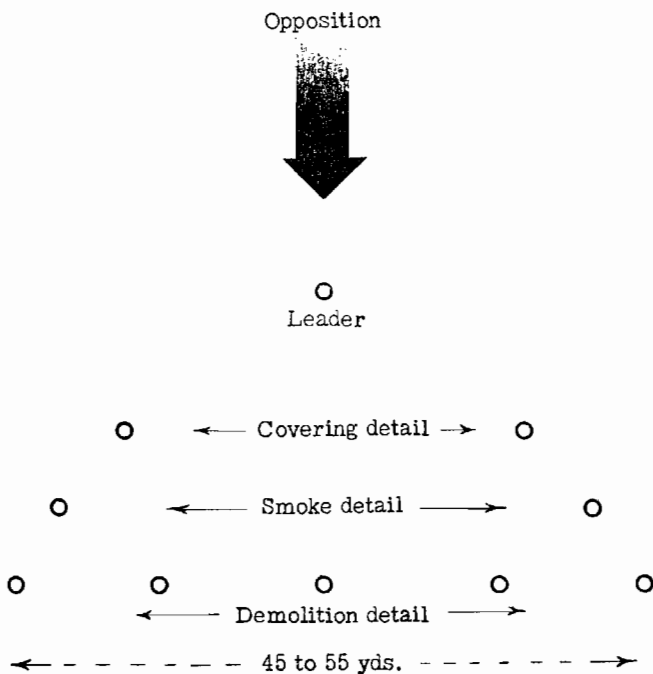 Opposition
Leader
Covering detail
Smoke detail
Demolition detail
45 to 55 yds.